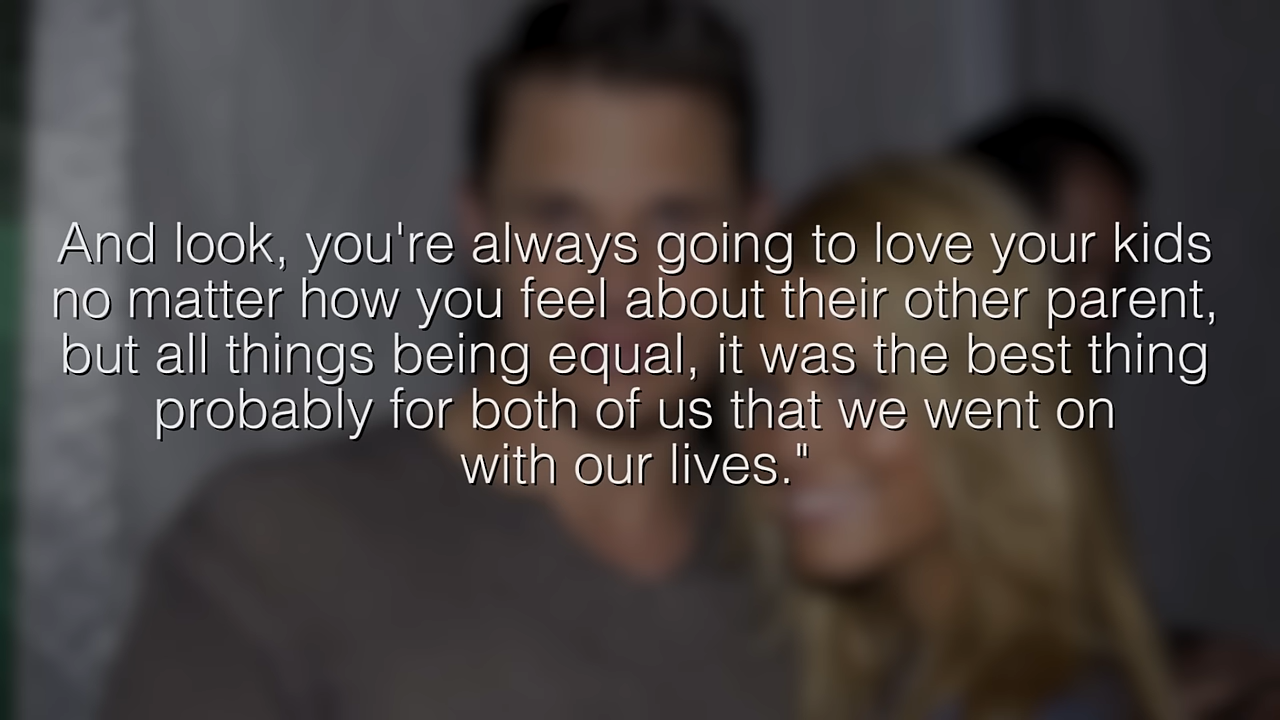 And look, you're always going to love your kids
no matter how you feel about their other parent,
but all things being equal, it was the best thing
probably for both of us that we went on
with our lives."